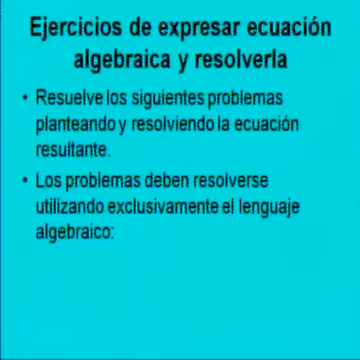 Ejercicios de expresar ecuación
algebraica y resolverla
• Resuelve los siguientes problemas
planteando y resolviendo la ecuación
resultante.
• Los problemas deben resolverse
utilizando exclusivamente el lenguaje
algebraico: